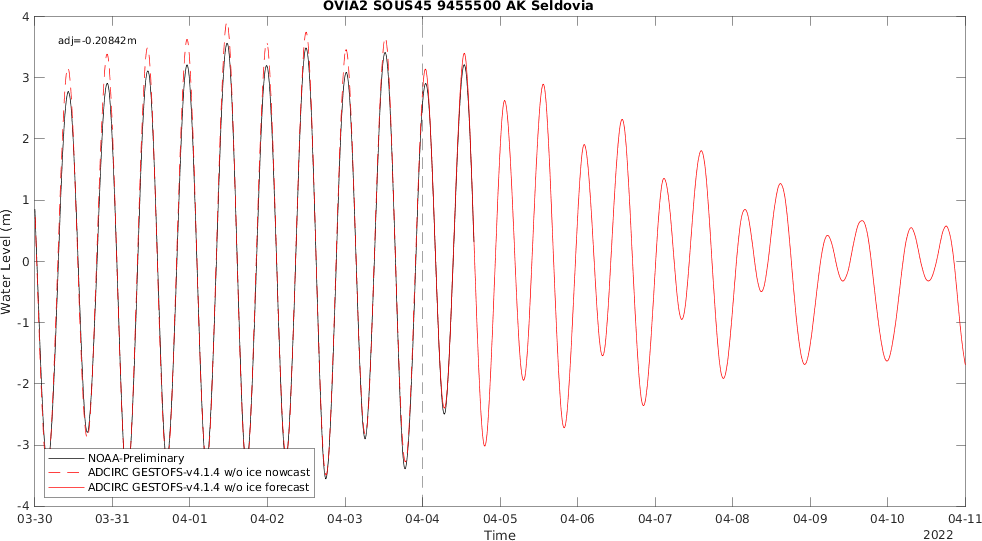 OVIA2 SOUS45 9455500 AK Seldovia
adj=-0.20842m
4
3
2
1
0
-1
-2
-3
-4
Water Level (m)
NOAA-Preliminary
ADCIRC GESTOFS-v4.1.4 w/o ice nowcast
ADCIRC GESTOFS-v4.1.4 w/o ice forecast
03-30 03-31 04-01 04-02 04-03 04-04 04-05 04-06 04-07 04-08 04-09 04-10 04-11
Time
2022